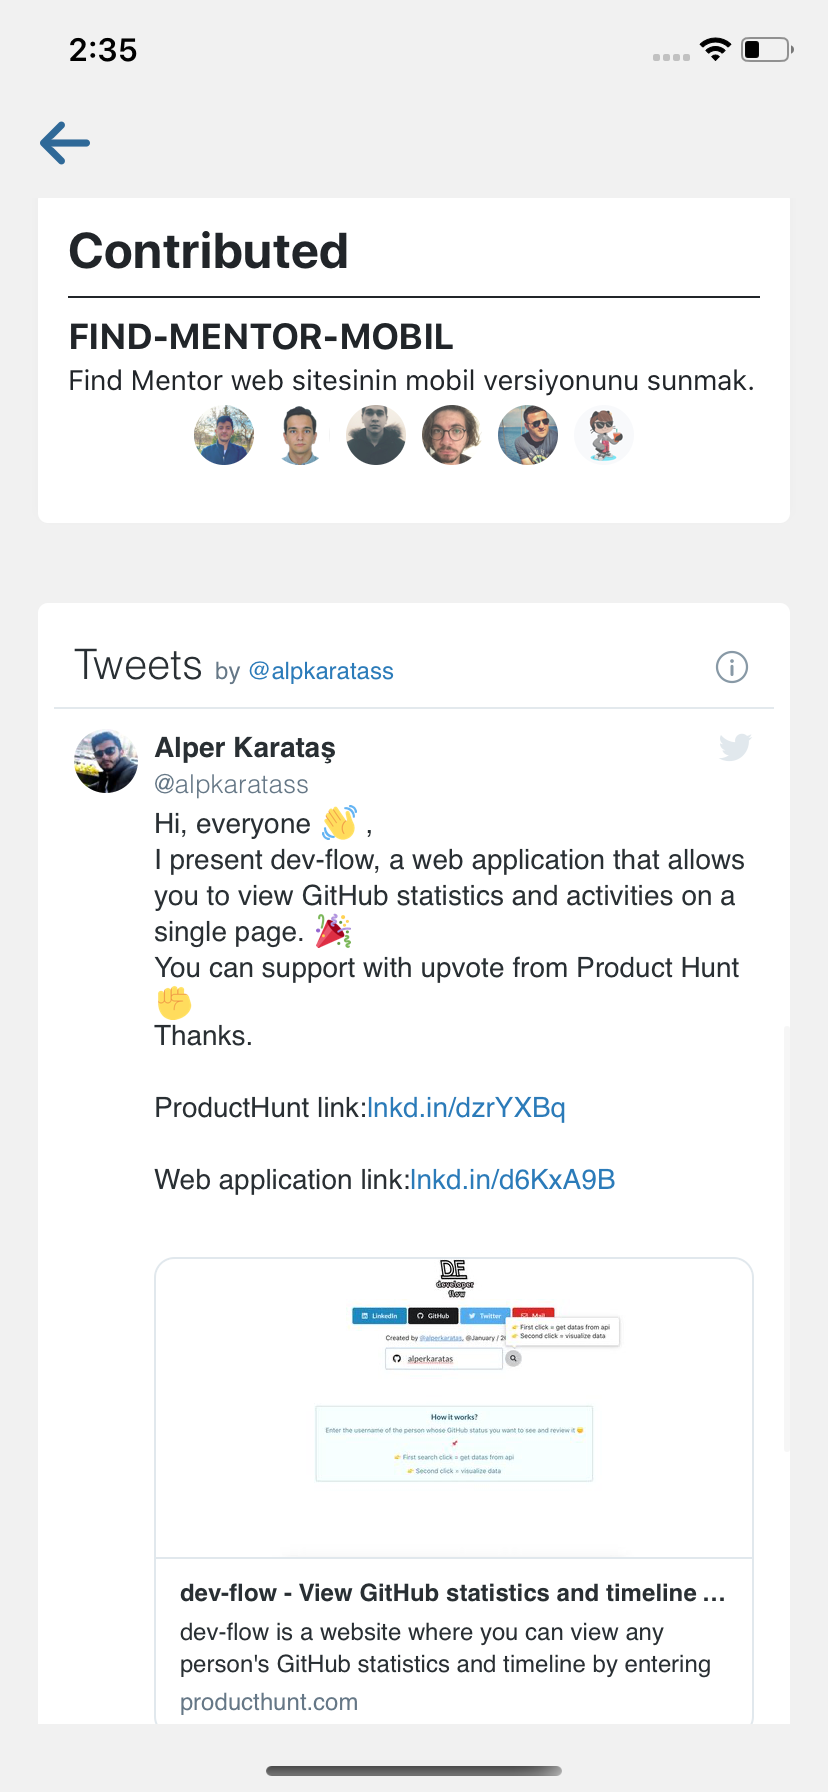 2:35
Contributed
FIND-MENTOR-MOBIL
Find Mentor web sitesinin mobil versiyonunu sunmak.
Tweets by @alpkaratass
Alper Karataş
@alpkaratass
Hi, everyone 👋 ,
I present dev-flow, a web application that allows
you to view GitHub statistics and activities on a
single page. 🎉
You can support with upvote from Product Hunt
✊
Thanks.
ProductHunt link:lnkd.in/dzrYXBq
Web application link:lnkd.in/d6KxA9B
DF
developer
flow
LinkedIn GitHub Twitter Mail
👉 First click = get datas from api
👉 Second click = visualize data
Created by @alperkaratas, @January / 20
alperkaratas
How it works?
Enter the username of the person whose GitHub status you want to see and review it
👉 First search click = get datas from api
👉 Second click = visualize data
dev-flow - View GitHub statistics and timeline ...
dev-flow is a website where you can view any
person's GitHub statistics and timeline by entering
producthunt.com